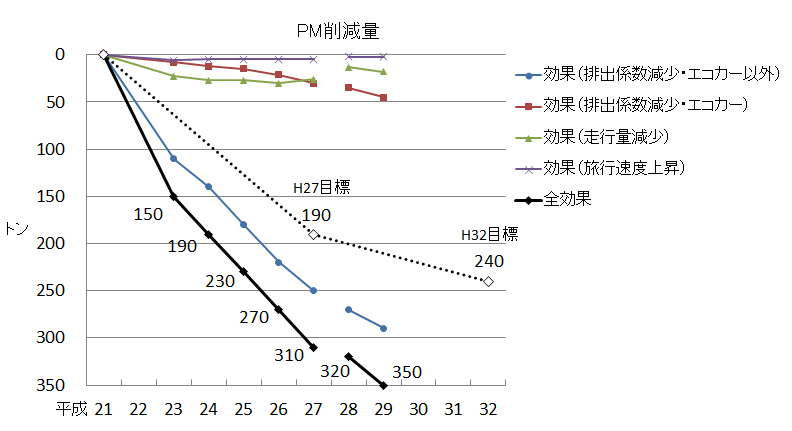 PM削減量
0
50
100
150
200
250
300
350
トン
平成 21 22 23 24 25 26 27 28 29 30 31 32
150
190
230
270
310
320
350
H27目標
190
H32目標
240
効果(排出係数減少・エコカー以外)
効果(排出係数減少・エコカー)
効果(走行量減少)
効果(旅行速度上昇)
全効果